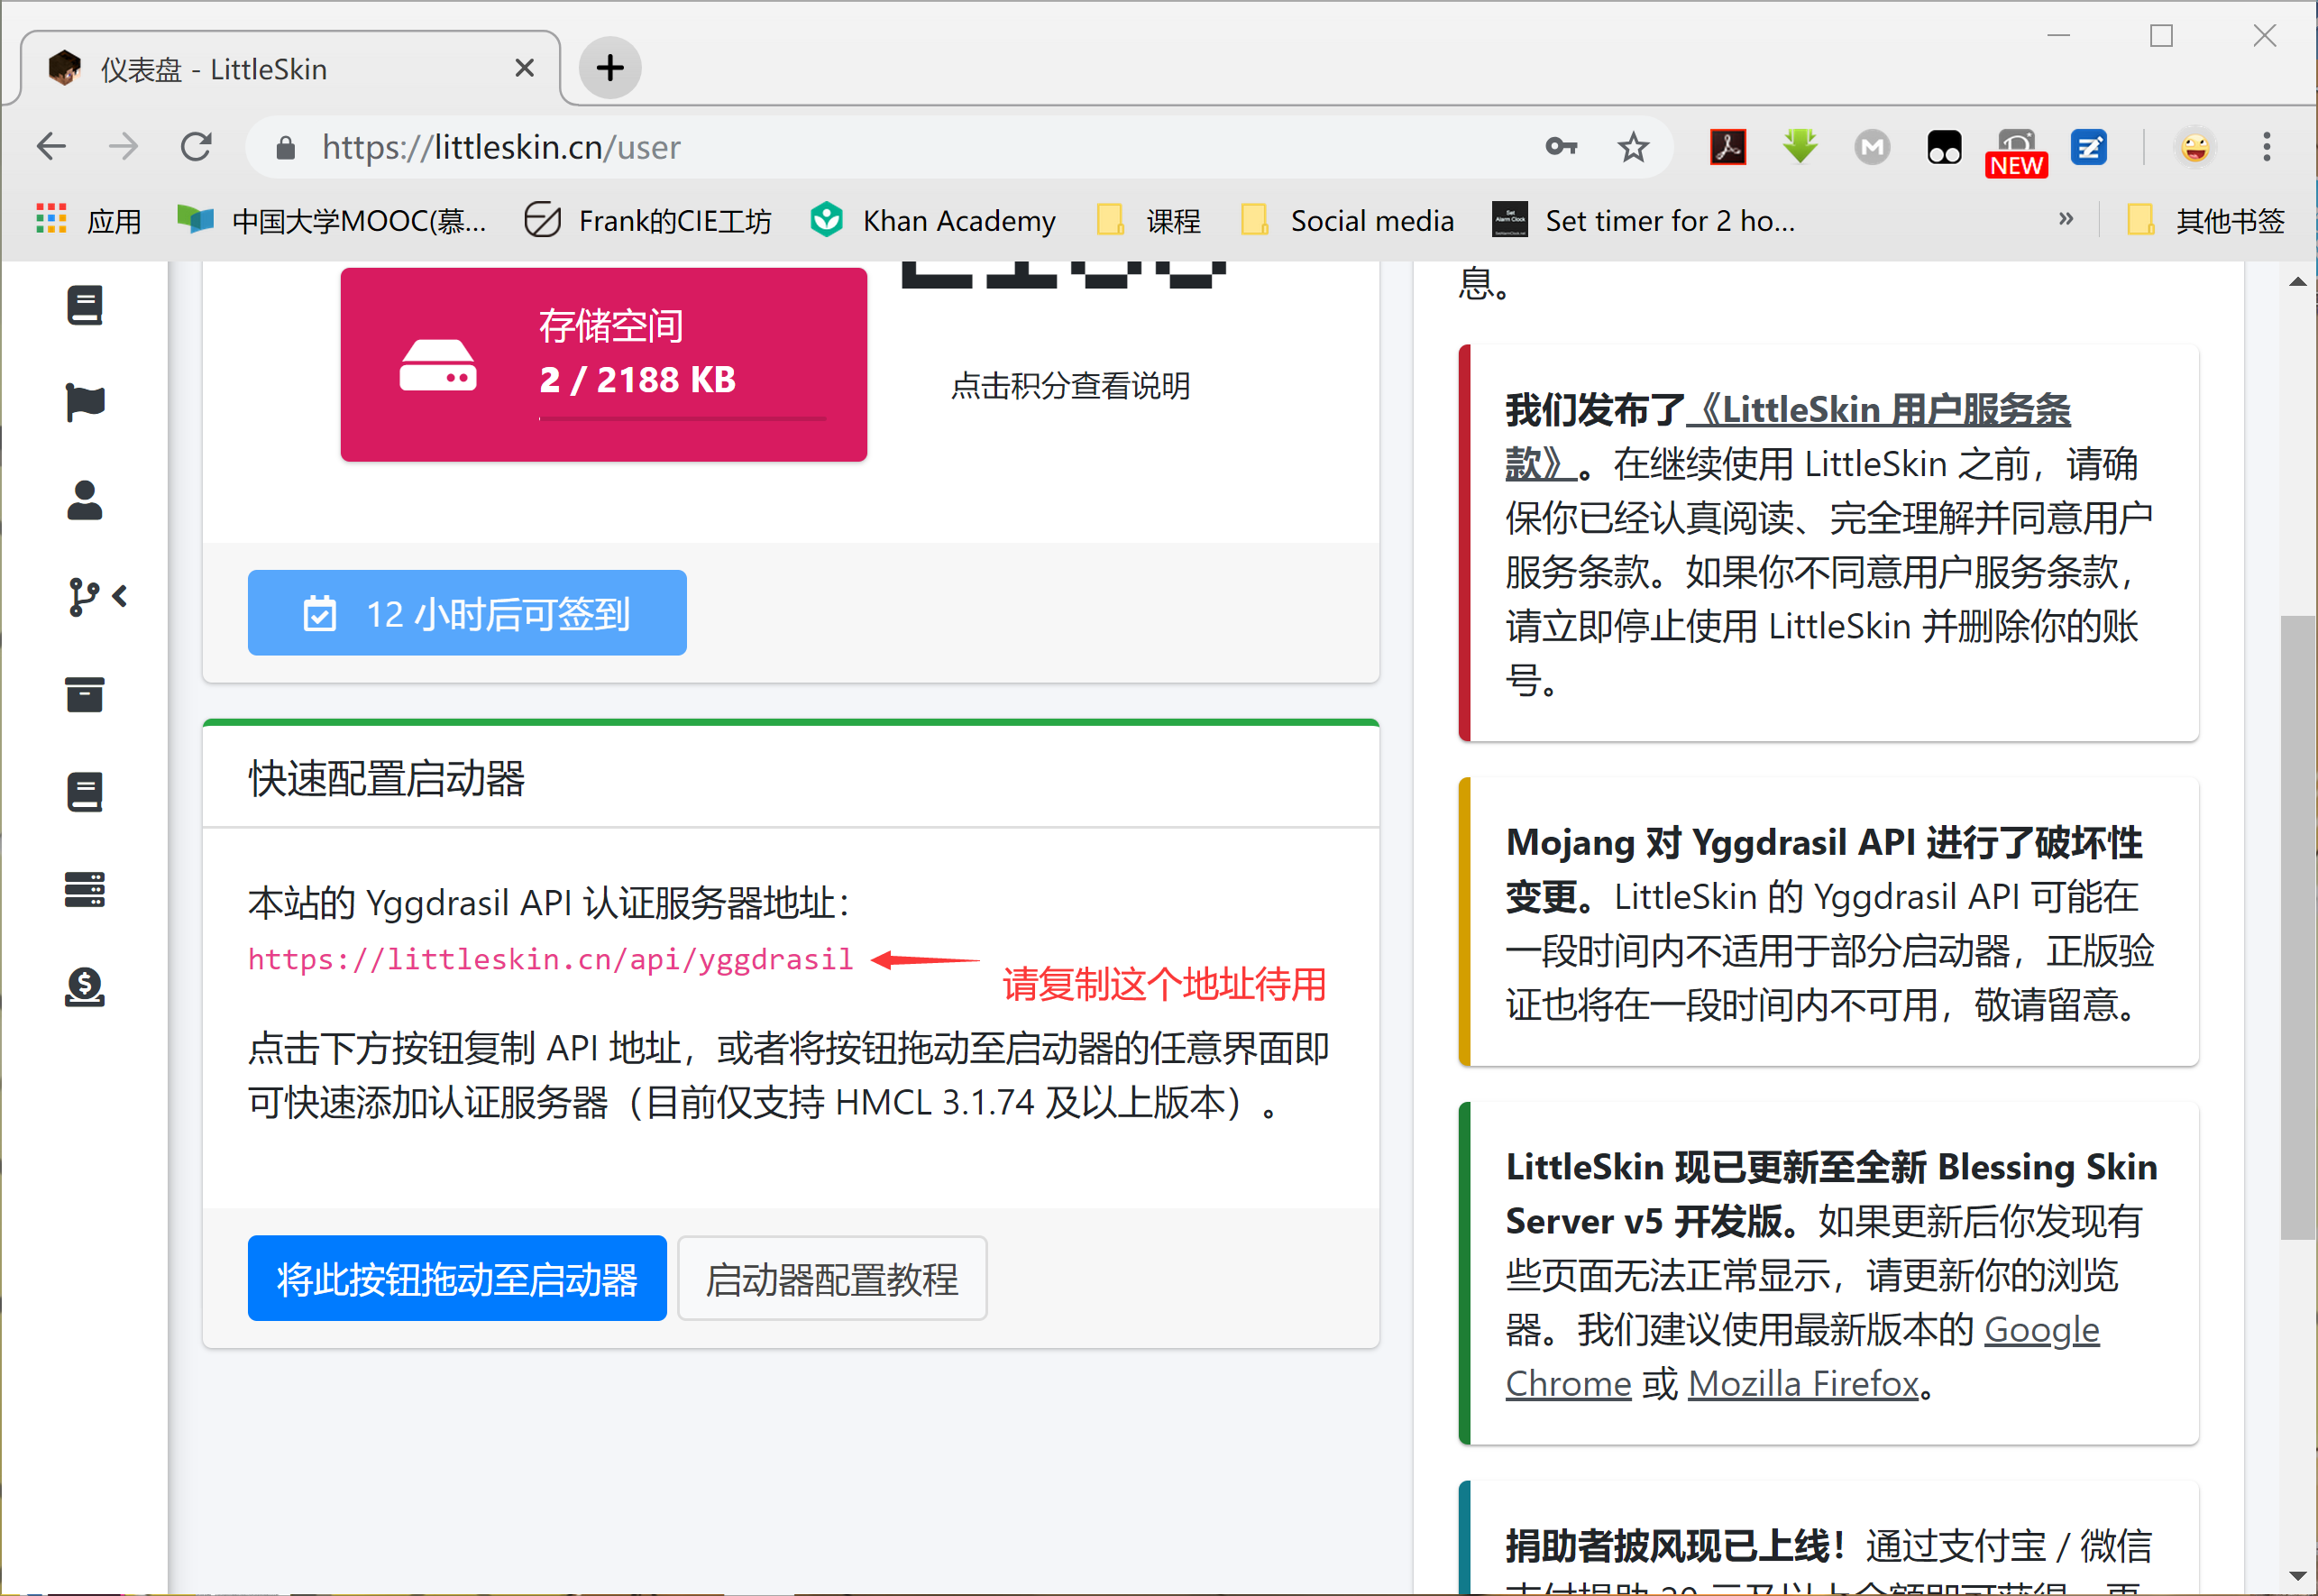 仪表盘 - LittleSkin
https://littleskin.cn/user
NEW
应用
中国大学MOOC(慕...
Frank的CIE工坊
Khan Academy
课程
Social media
Set timer for 2 ho...
»
其他书签
存储空间
2 / 2188 KB
点击积分查看说明
12 小时后可签到
快速配置启动器
本站的 Yggdrasil API 认证服务器地址：
https://littleskin.cn/api/yggdrasil
请复制这个地址待用
点击下方按钮复制 API 地址，或者将按钮拖动至启动器的任意界面即
可快速添加认证服务器（目前仅支持 HMCL 3.1.74 及以上版本）。
将此按钮拖动至启动器
启动器配置教程
息。
我们发布了《LittleSkin 用户服务条
款》。在继续使用 LittleSkin 之前，请确
保你已经认真阅读、完全理解并同意用户
服务条款。如果你不同意用户服务条款，
请立即停止使用 LittleSkin 并删除你的账
号。
Mojang 对 Yggdrasil API 进行了破坏性
变更。LittleSkin 的 Yggdrasil API 可能在
一段时间内不适用于部分启动器，正版验
证也将在一段时间内不可用，敬请留意。
LittleSkin 现已更新至全新 Blessing Skin
Server v5 开发版。如果更新后你发现有
些页面无法正常显示，请更新你的浏览
器。我们建议使用最新版本的 Google
Chrome 或 Mozilla Firefox。
捐助者披风现已上线！通过支付宝 / 微信